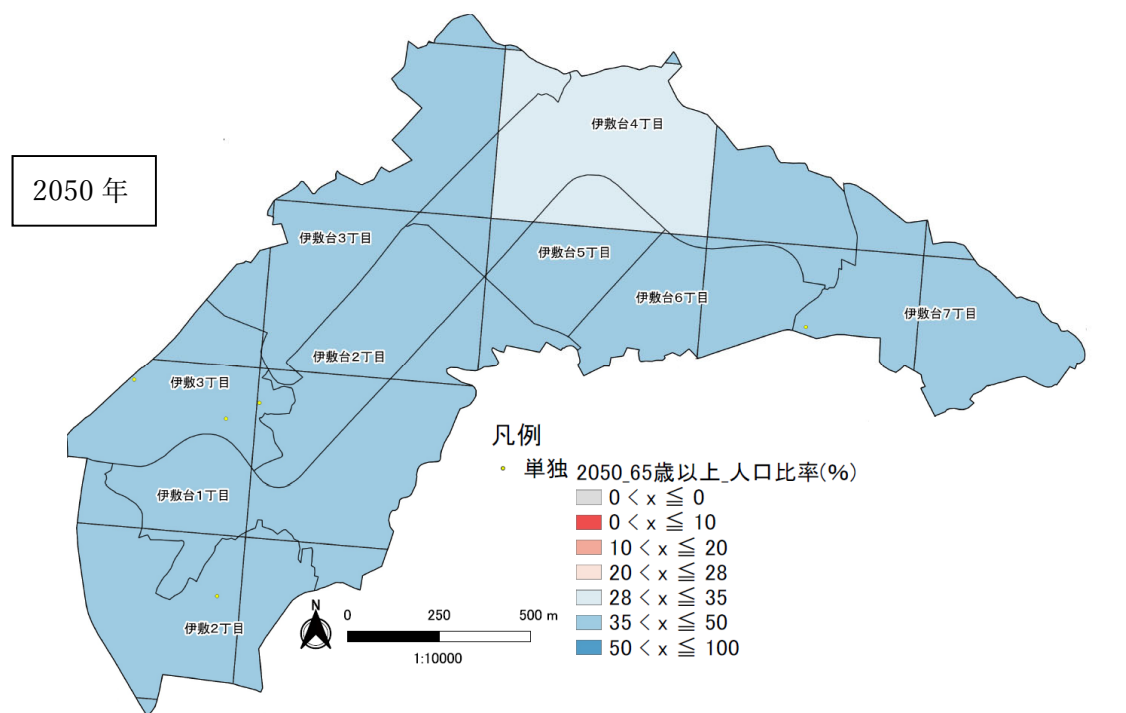 2050 年
伊敷台4丁目
伊敷台3丁目
伊敷台5丁目
伊敷台6丁目
伊敷台7丁目
伊敷台2丁目
伊敷3丁目
伊敷台1丁目
伊敷2丁目
凡例
単独
2050_65歳以上_人口比率(%)
0 < x ≦ 0
0 < x ≦ 10
10 < x ≦ 20
20 < x ≦ 28
28 < x ≦ 35
35 < x ≦ 50
50 < x ≦ 100
N
0 250 500 m
1:10000